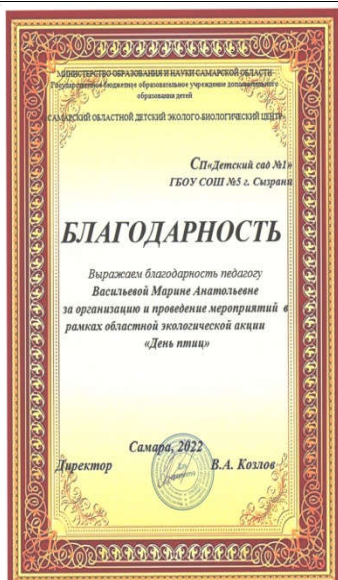 МИНИСТЕРСТВО ОБРАЗОВАНИЯ И НАУКИ САМАРСКОЙ ОБЛАСТИ
Государственное бюджетное образовательное учреждение дополнительного
образования детей
«САМАРСКИЙ ОБЛАСТНОЙ ДЕТСКИЙ ЭКОЛОГО-БИОЛОГИЧЕСКИЙ ЦЕНТР»
СП«Детский сад №1»
ГБОУ СОШ №5 г. Сызрани
БЛАГОДАРНОСТЬ
Выражаем благодарность педагогу
Васильевой Марине Анатольевне
за организацию и проведение мероприятий в
рамках областной экологической акции
«День птиц»
Самара, 2022
Директор В.А. Козлов